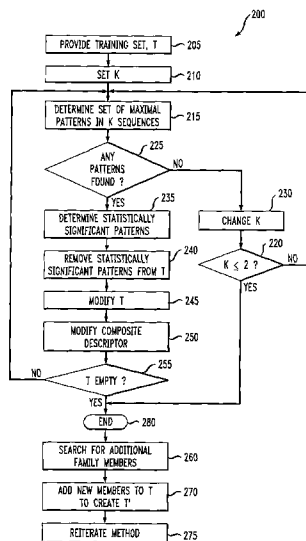 200
PROVIDE TRAINING SET, T
205
SET K
210
DETERMINE SET OF MAXIMAL
PATTERNS IN K SEQUENCES
215
ANY
PATTERNS
FOUND ?
225
NO
YES
230
CHANGE K
235
DETERMINE STATISTICALLY
SIGNIFICANT PATTERNS
220
K ≤ 2 ?
NO
YES
240
REMOVE STATISTICALLY
SIGNIFICANT PATTERNS FROM T
MODIFY T
245
MODIFY COMPOSITE
DESCRIPTOR
250
255
T EMPTY ?
NO
YES
END
280
SEARCH FOR ADDITIONAL
FAMILY MEMBERS
260
ADD NEW MEMBERS TO T
TO CREATE T'
270
REITERATE METHOD
275